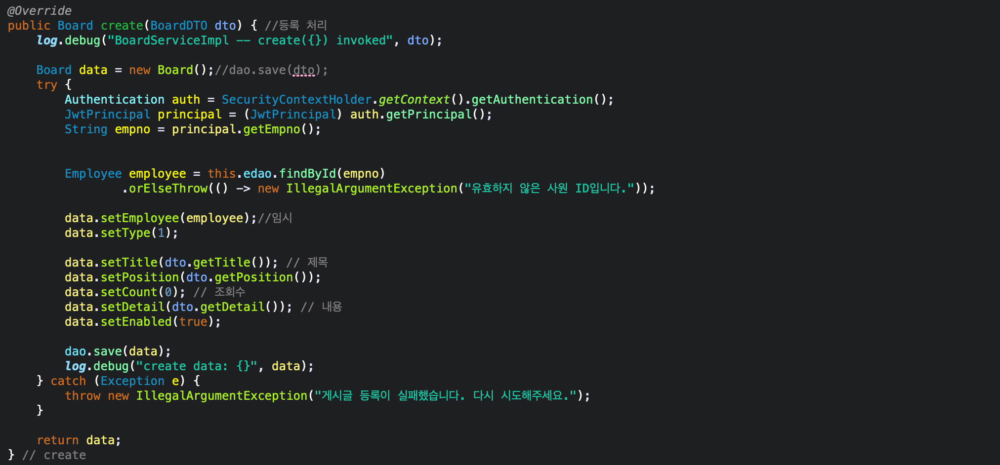 @Override
public Board create(BoardDTO dto) { //등록 처리
    log.debug("BoardServiceImpl -- create({}) invoked", dto);

    Board data = new Board();//dao.save(dto);
    try {
        Authentication auth = SecurityContextHolder.getContext().getAuthentication();
        JwtPrincipal principal = (JwtPrincipal) auth.getPrincipal();
        String empno = principal.getEmpno();


        Employee employee = this.edao.findById(empno)
                .orElseThrow(() -> new IllegalArgumentException("유효하지 않은 사원 ID입니다."));

        data.setEmployee(employee);//임시
        data.setType(1);

        data.setTitle(dto.getTitle()); // 제목
        data.setPosition(dto.getPosition());
        data.setCount(0); // 조회수
        data.setDetail(dto.getDetail()); // 내용
        data.setEnabled(true);

        dao.save(data);
        log.debug("create data: {}", data);
    } catch (Exception e) {
        throw new IllegalArgumentException("게시글 등록이 실패했습니다. 다시 시도해주세요.");
    }

    return data;
} // create